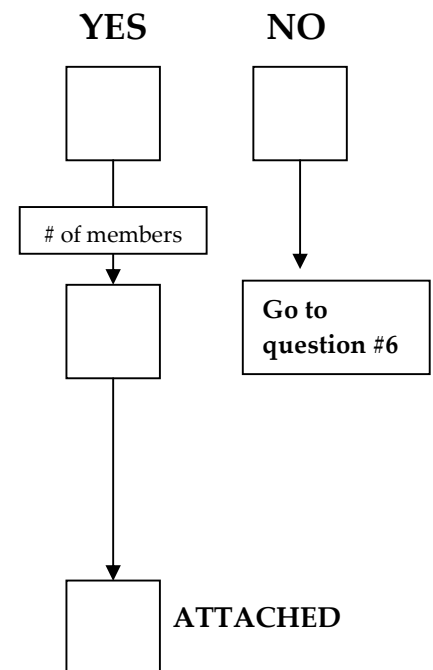 YES NO
# of members
Go to
question #6
ATTACHED